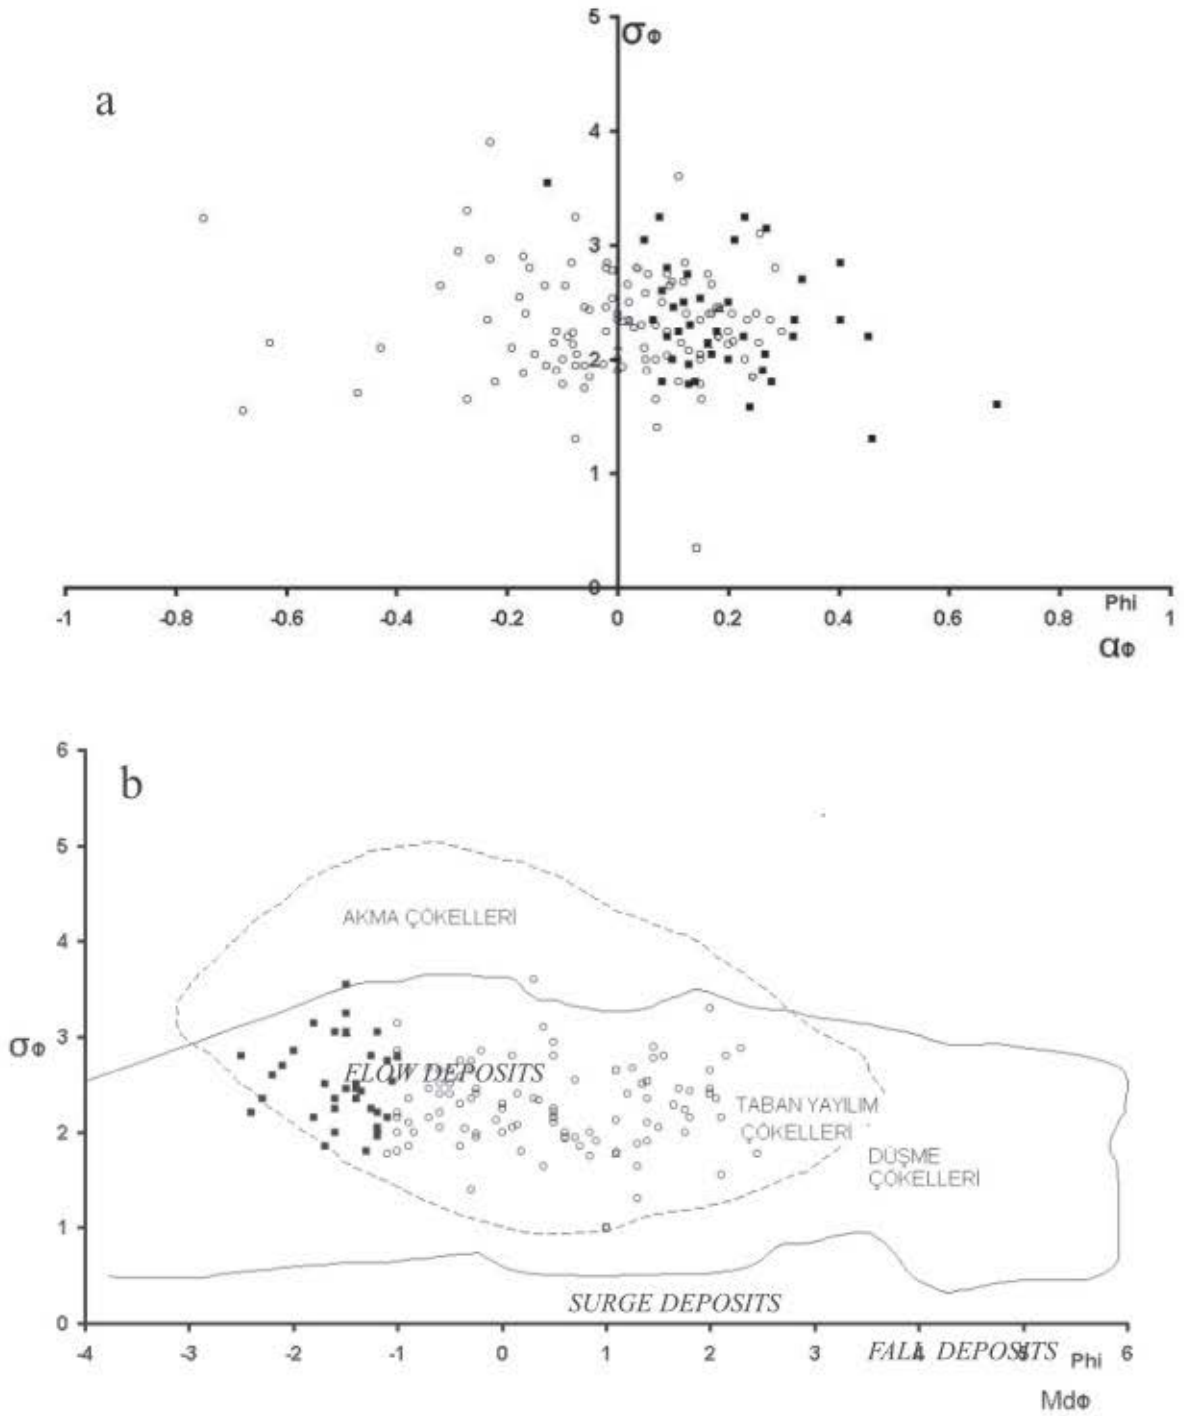 a
σΦ
5
4
3
2
1
0
-1 -0.8 -0.6 -0.4 -0.2 0 0.2 0.4 0.6 0.8 1
Phi
αΦ
b
6
5
4
3
2
1
0
σΦ
AKMA ÇÖKELLERİ
FLOW DEPOSITS
TABAN YAYILIM
ÇÖKELLERİ
DÜŞME
ÇÖKELLERİ
SURGE DEPOSITS
-4 -3 -2 -1 0 1 2 3 4 5 6
FALL DEPOSITS
Phi
MdΦ